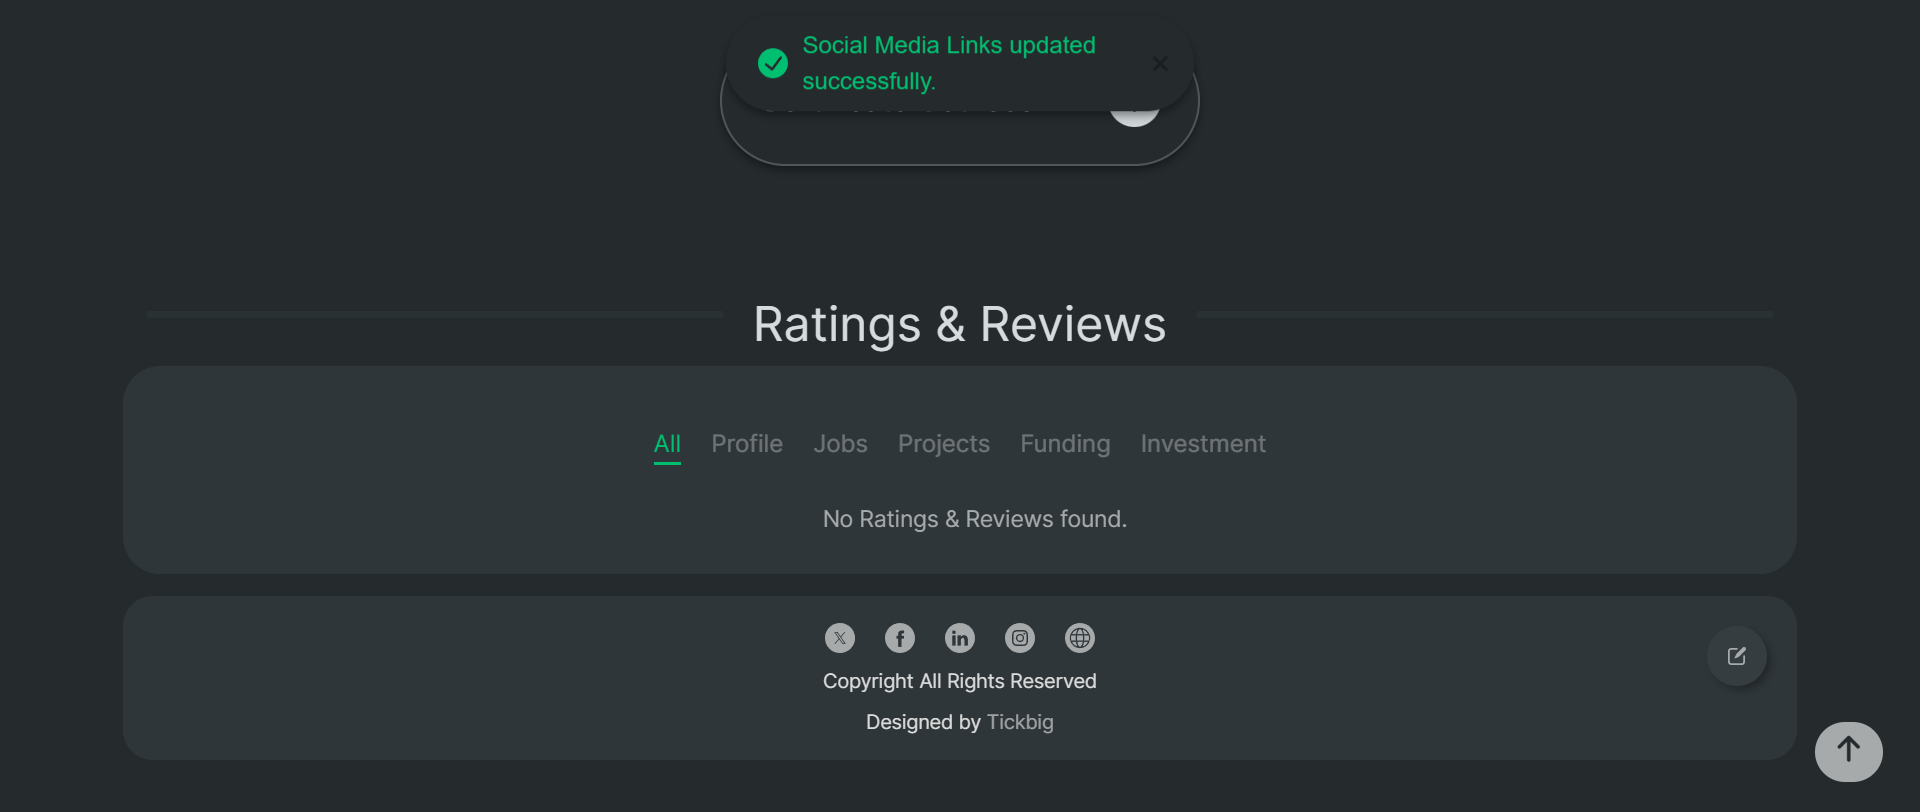 Social Media Links updated
successfully.
Ratings & Reviews
All Profile Jobs Projects Funding Investment
No Ratings & Reviews found.
Copyright All Rights Reserved
Designed by Tickbig